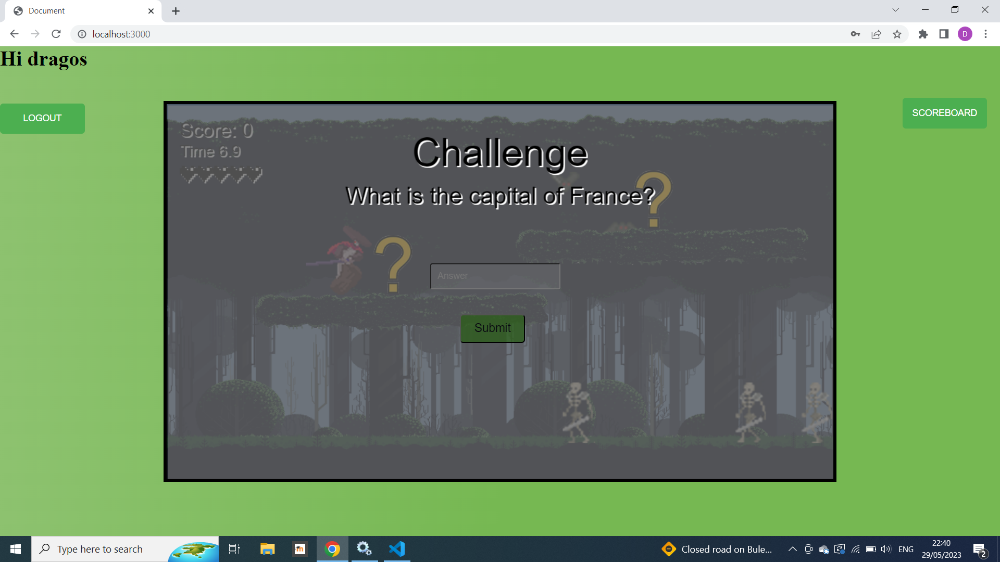 Document
localhost:3000
D
Hi dragos
LOGOUT
SCOREBOARD
Score: 0
Time 6.9
Challenge
What is the capital of France?
?
?
Answer
Submit
Type here to search
Closed road on Bule...
ENG
22:40
29/05/2023
2